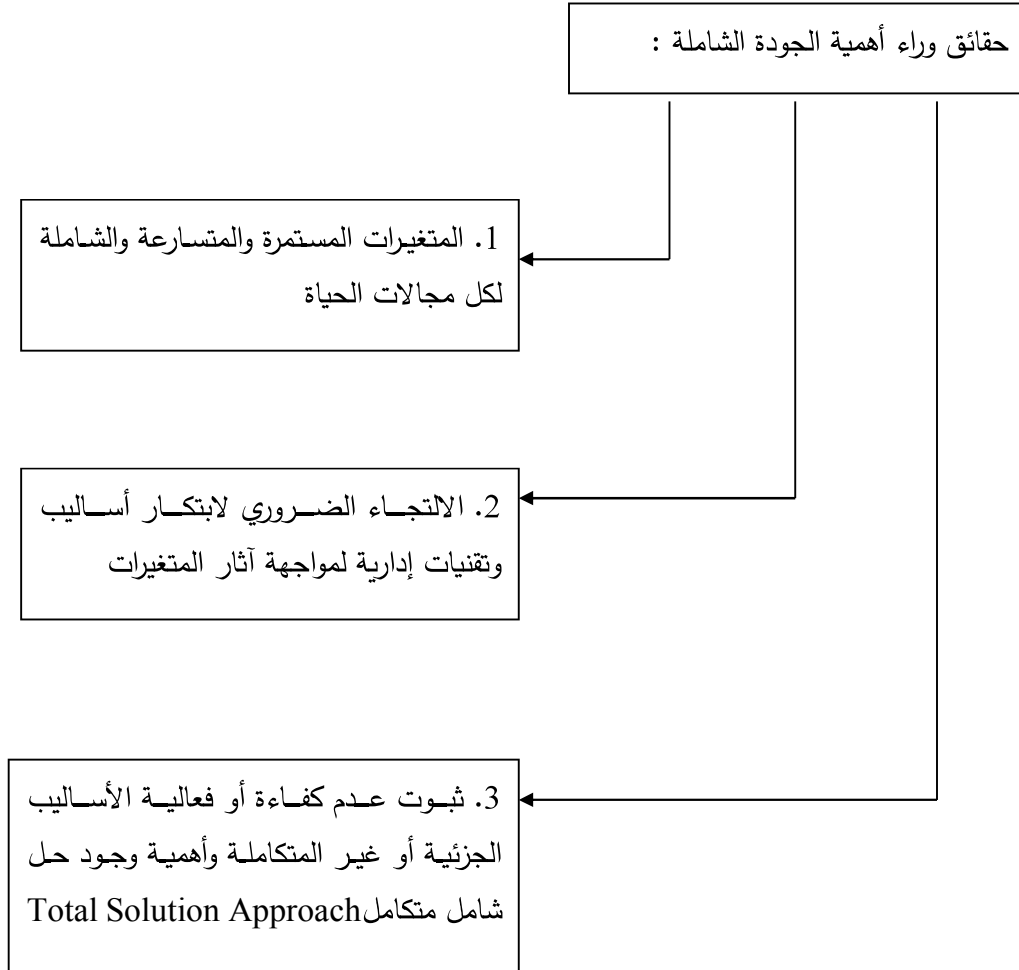 حقائق وراء أهمية الجودة الشاملة :
1. المتغيرات المستمرة والمتسارعة والشاملة
لكل مجالات الحياة
2. الالتجاء الضروري لابتكار أساليب
وتقنيات إدارية لمواجهة آثار المتغيرات
3. ثبوت عدم كفاءة أو فعالية الأساليب
الجزئية أو غير المتكاملة وأهمية وجود حل
شامل متكامل Total Solution Approach